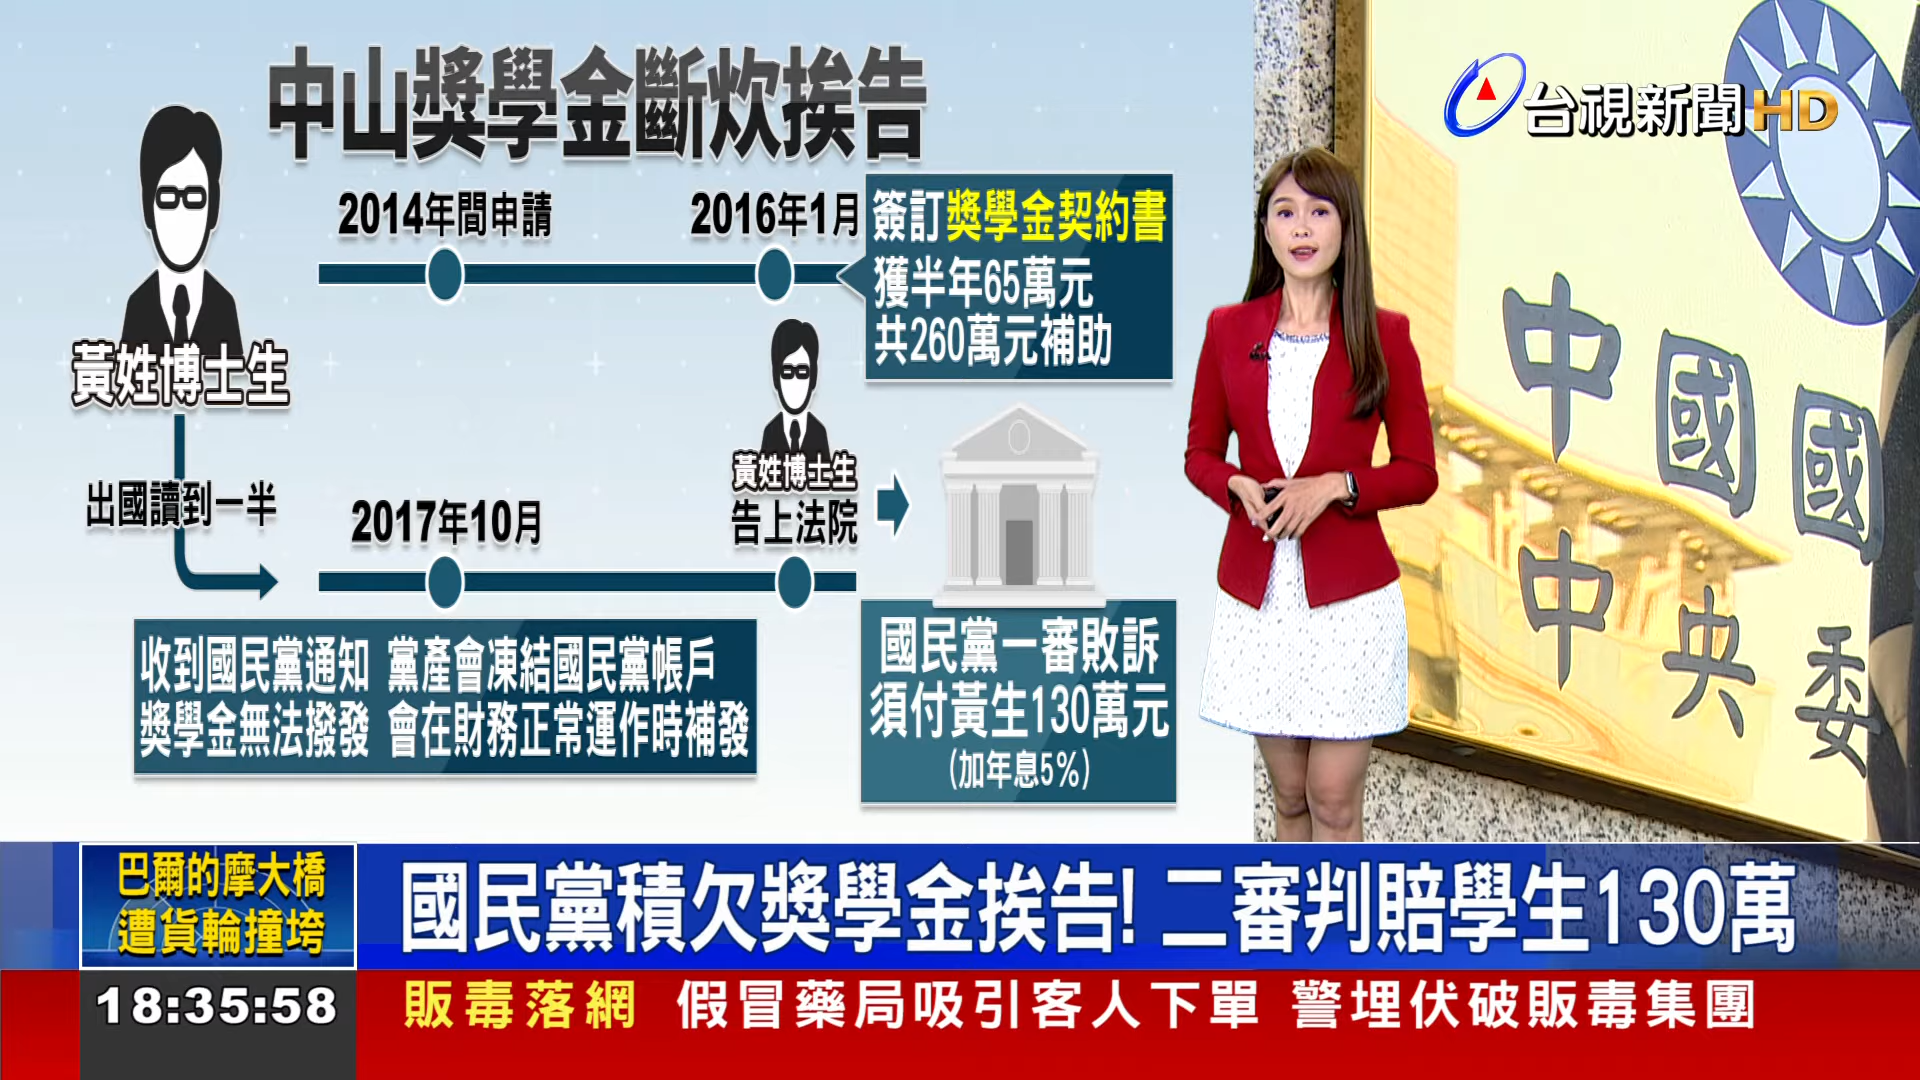 中山獎學金斷炊挨告
台視新聞HD
2014年間申請
2016年1月
簽訂獎學金契約書
獲半年65萬元
共260萬元補助
黃姓博士生
出國讀到一半
2017年10月
黃姓博士生
告上法院
收到國民黨通知 黨產會凍結國民黨帳戶
獎學金無法撥發 會在財務正常運作時補發
國民黨一審敗訴
須付黃生130萬元
(加年息5%)
中國國
中央委
巴爾的摩大橋
遭貨輪撞垮
國民黨積欠獎學金挨告! 二審判賠學生130萬
18:35:58
販毒落網 假冒藥局吸引客人下單 警埋伏破販毒集團